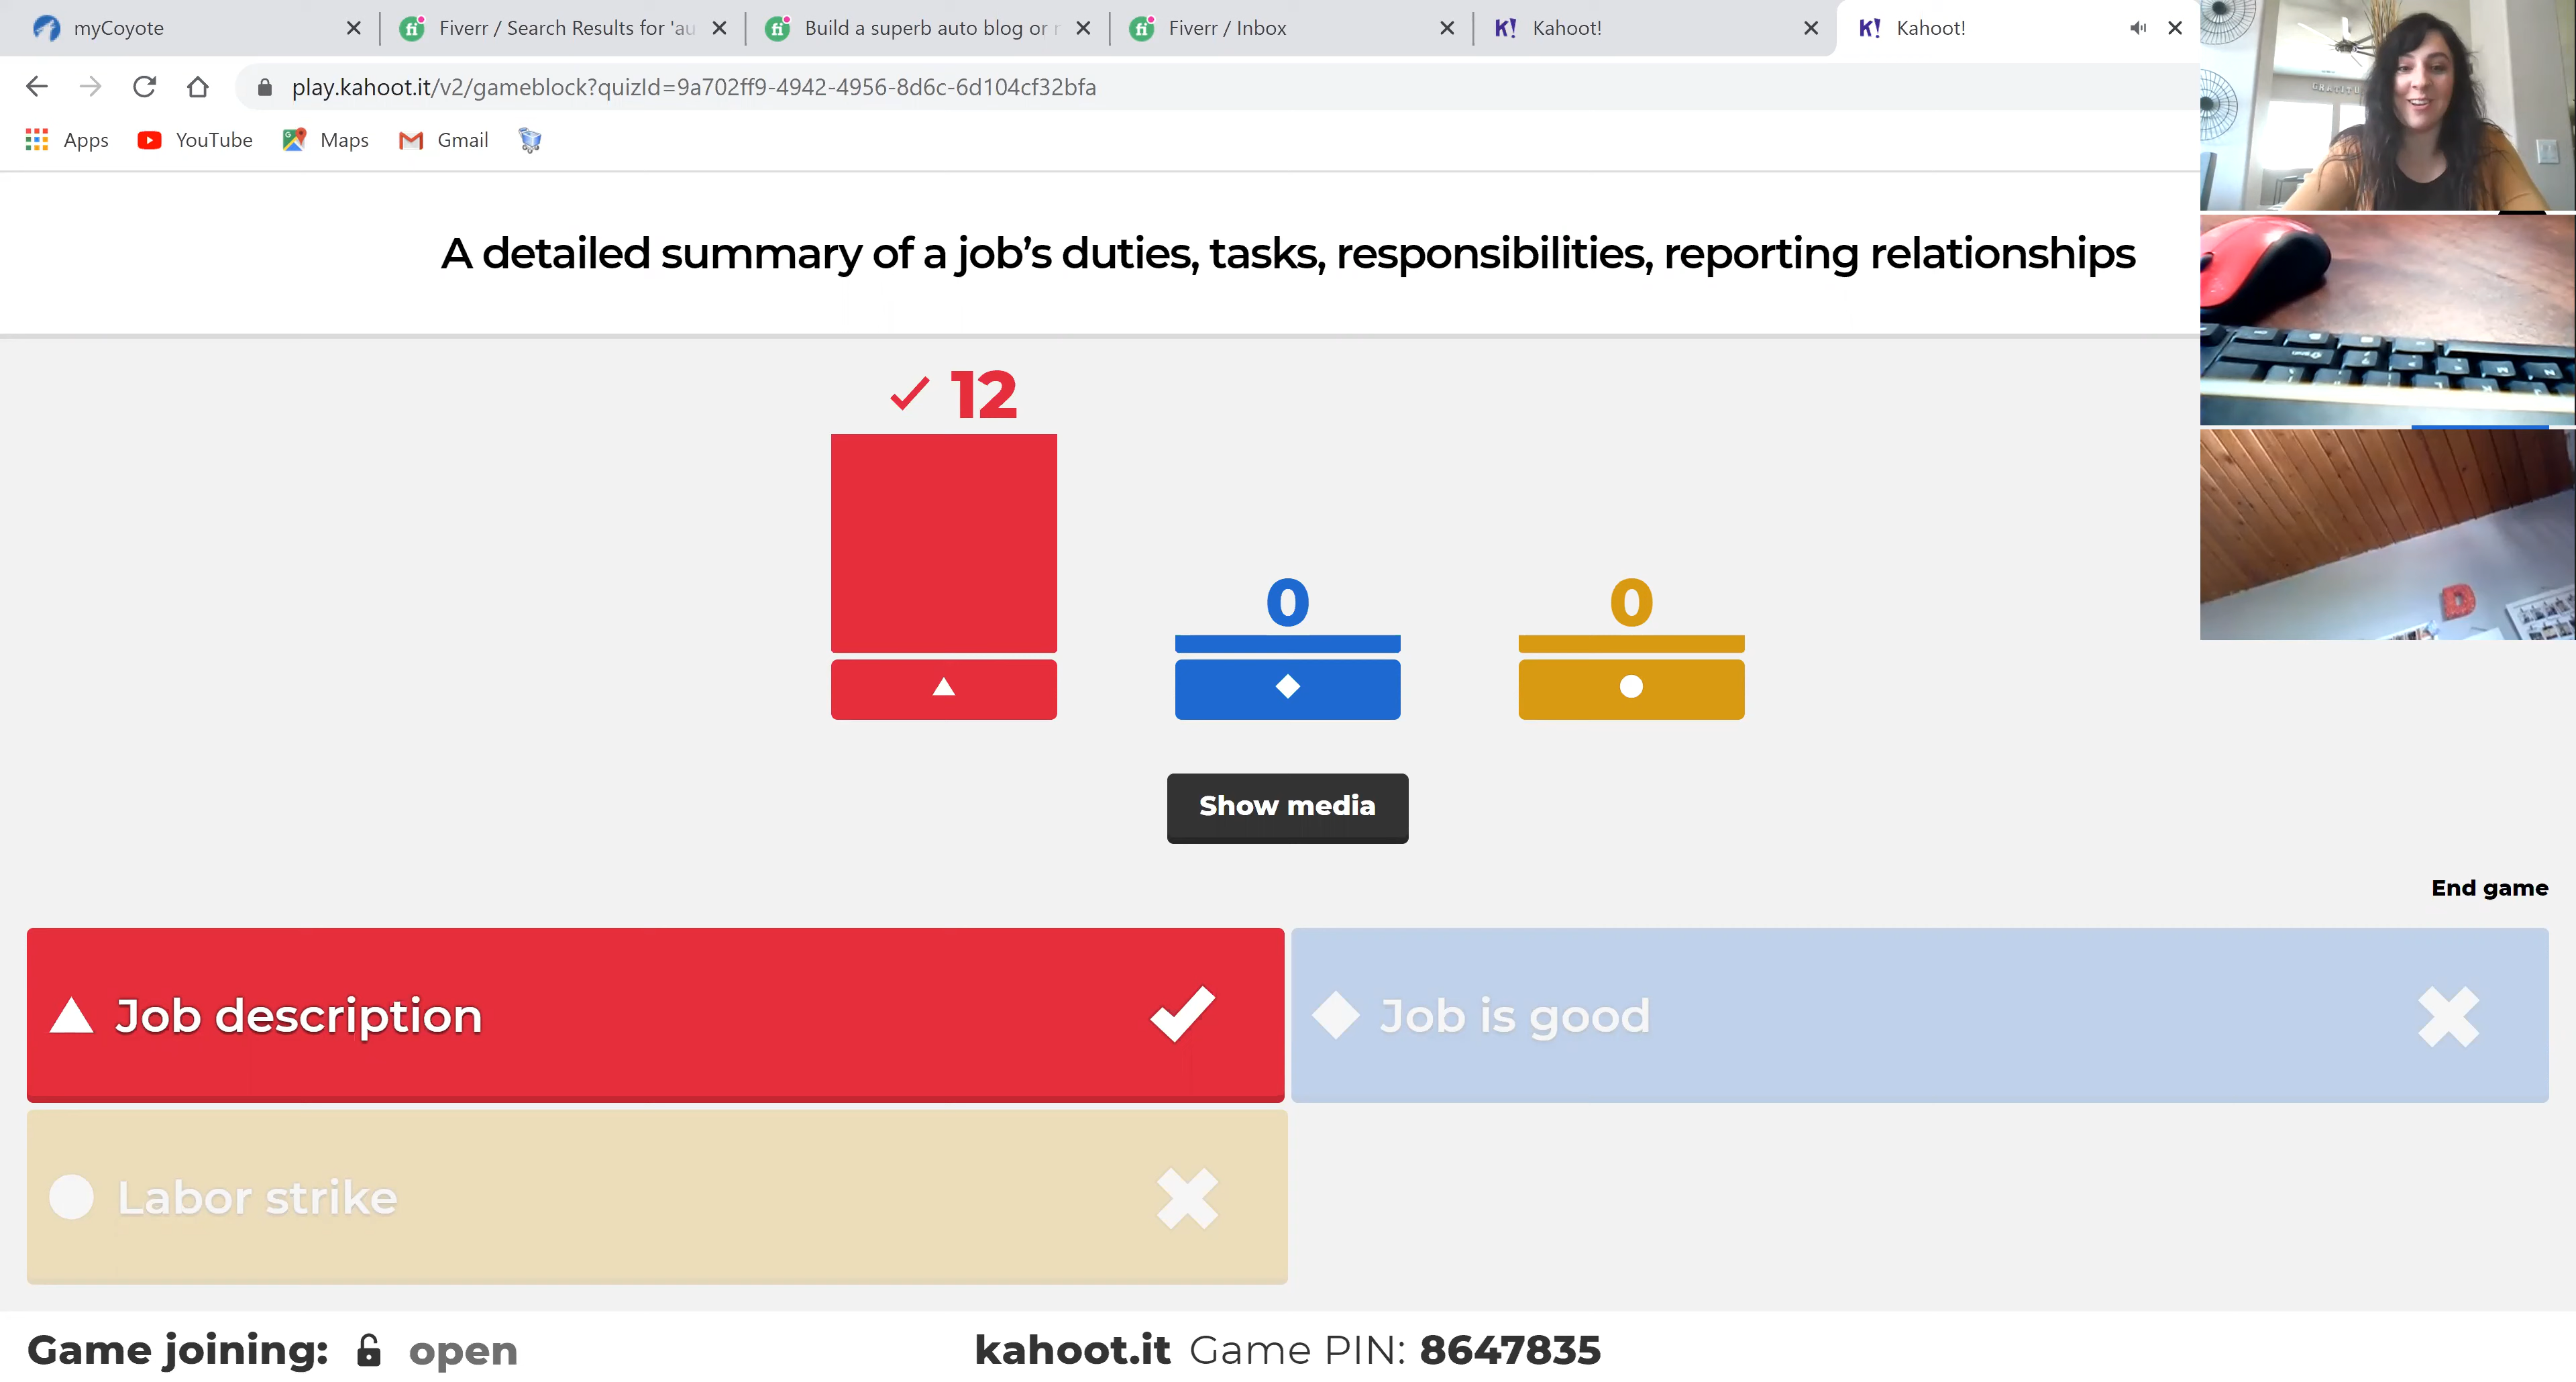 myCoyote
Fiverr / Search Results for 'au
Build a superb auto blog or
Fiverr / Inbox
K! Kahoot!
K! Kahoot!
play.kahoot.it/v2/gameblock?quizId=9a702ff9-4942-4956-8d6c-6d104cf32bfa
Apps YouTube Maps Gmail
A detailed summary of a job's duties, tasks, responsibilities, reporting relationships
12
0
0
Show media
End game
Job description
Job is good
Labor strike
Game joining: open
kahoot.it Game PIN: 8647835
D